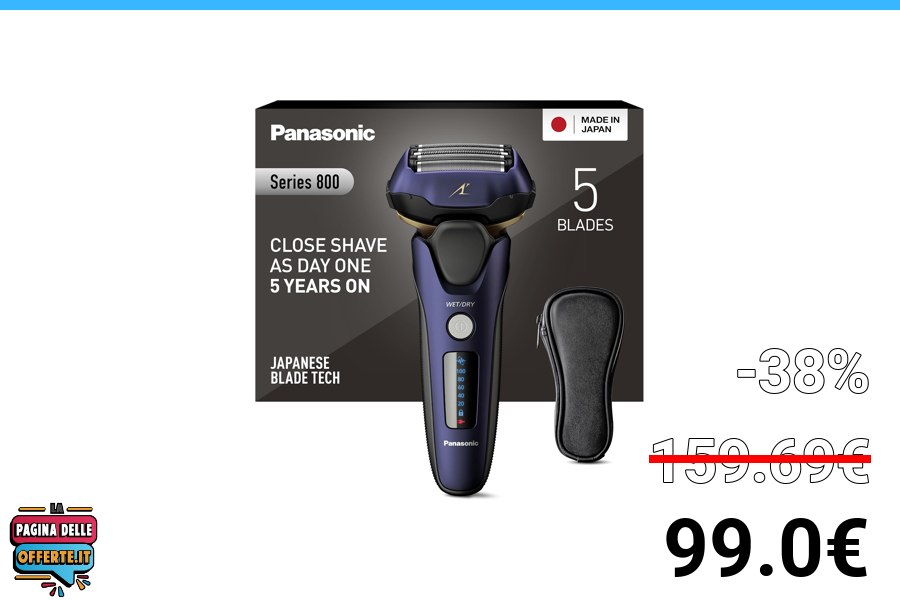 Panasonic
MADE IN
JAPAN
Series 800
5
BLADES
CLOSE SHAVE
AS DAY ONE
5 YEARS ON
WET/DRY
100
80
60
40
20
JAPANESE
BLADE TECH
Panasonic
-38%
159.69€
99.0€
LA
PAGINA DELLE
OFFERTE.IT